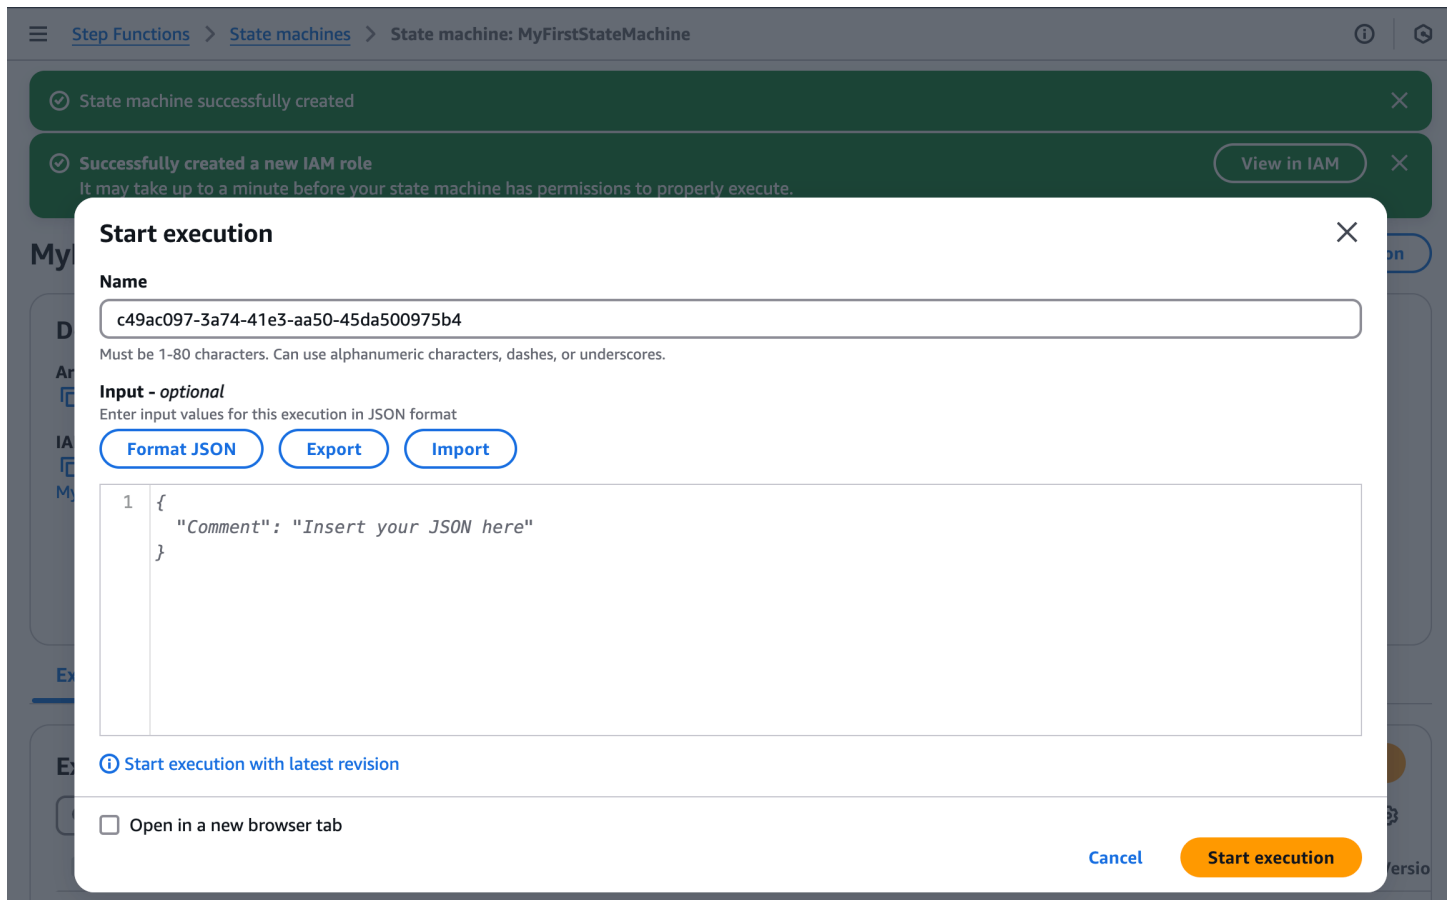 Step Functions > State machines > State machine: MyFirstStateMachine
State machine successfully created
Successfully created a new IAM role
View in IAM
It may take up to a minute before your state machine has permissions to properly execute.
Start execution
Name
c49ac097-3a74-41e3-aa50-45da500975b4
Must be 1-80 characters. Can use alphanumeric characters, dashes, or underscores.
Input - optional
Enter input values for this execution in JSON format
Format JSON
Export
Import
1
{
"Comment": "Insert your JSON here"
}
Start execution with latest revision
Open in a new browser tab
Cancel
Start execution